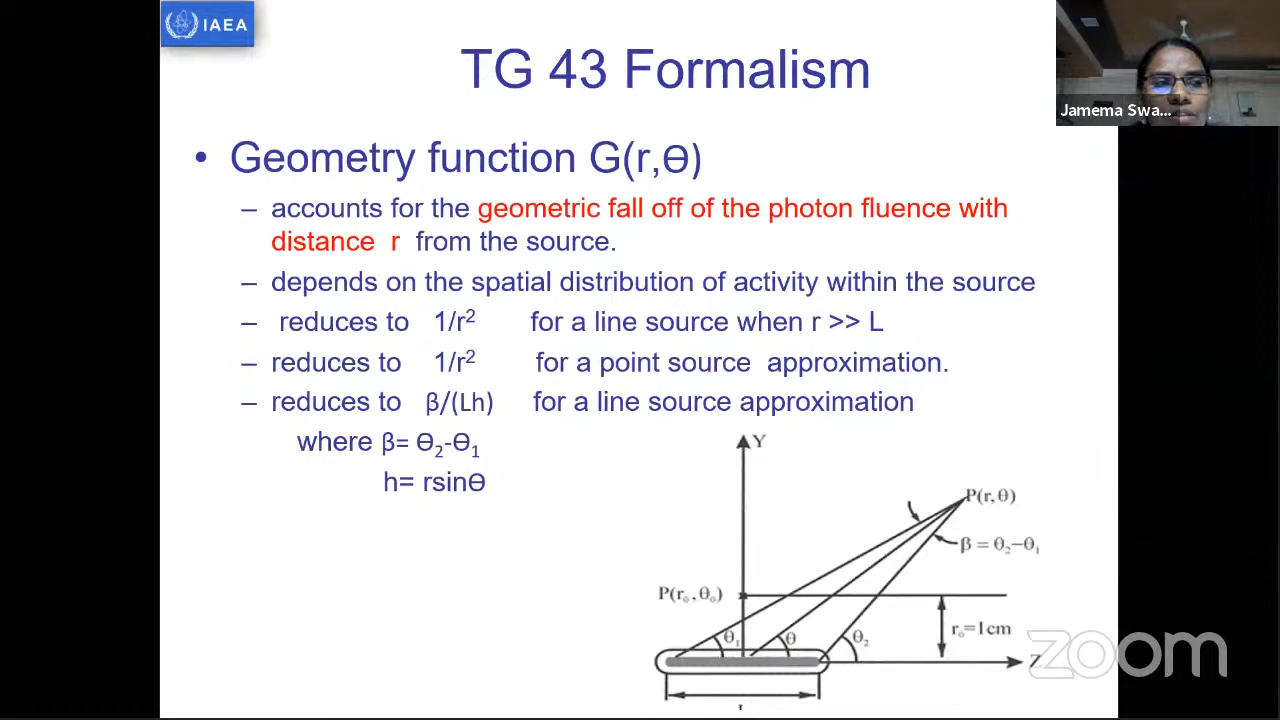 IAEA
TG 43 Formalism
Jamema Swa...
• Geometry function G(r,ϴ)
– accounts for the geometric fall off of the photon fluence with
distance r from the source.
– depends on the spatial distribution of activity within the source
– reduces to 1/r² for a line source when r >> L
– reduces to 1/r² for a point source approximation.
– reduces to β/(Lh) for a line source approximation
where β= ϴ₂-ϴ₁
h= rsinϴ
Y
P(r,θ)
β = θ₂−θ₁
P(r₀,θ₀)
r₀=1cm
θ₁ θ θ₂
Z
zoom